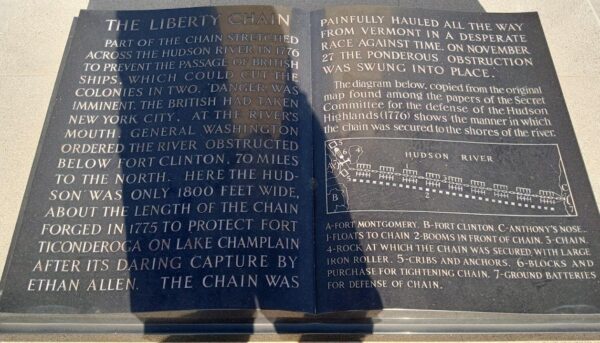 THE LIBERTY CHAIN
PART OF THE CHAIN STRETCHED
ACROSS THE HUDSON RIVER IN 1776
TO PREVENT THE PASSAGE OF BRITISH
SHIPS, WHICH COULD CUT THE
COLONIES IN TWO. DANGER WAS
IMMINENT. THE BRITISH HAD TAKEN
NEW YORK CITY, AT THE RIVER'S
MOUTH. GENERAL WASHINGTON
ORDERED THE RIVER OBSTRUCTED
BELOW FORT CLINTON, 70 MILES
TO THE NORTH. HERE THE HUD-
SON WAS ONLY 1800 FEET WIDE,
ABOUT THE LENGTH OF THE CHAIN
FORGED IN 1775 TO PROTECT FORT
TICONDEROGA ON LAKE CHAMPLAIN
AFTER ITS DARING CAPTURE BY
ETHAN ALLEN. THE CHAIN WAS
PAINFULLY HAULED ALL THE WAY
FROM VERMONT IN A DESPERATE
RACE AGAINST TIME. ON NOVEMBER
27 THE PONDEROUS OBSTRUCTION
WAS SWUNG INTO PLACE.
The diagram below, copied from the original
map found among the papers of the Secret
Committee for the defense of the Hudson
Highlands (1776) shows the manner in which
the chain was secured to the shores of the river.
HUDSON RIVER
A-FORT MONTGOMERY. B-FORT CLINTON. C-ANTHONY'S NOSE.
1-FLOATS TO CHAIN. 2-BOOMS IN FRONT OF CHAIN. 3-CHAIN.
4-ROCK, AT WHICH THE CHAIN WAS SECURED, WITH LARGE
IRON ROLLER. 5-CRIBS AND ANCHORS. 6-BLOCKS AND
PURCHASE FOR TIGHTENING CHAIN. 7-GROUND BATTERIES
FOR DEFENSE OF CHAIN.